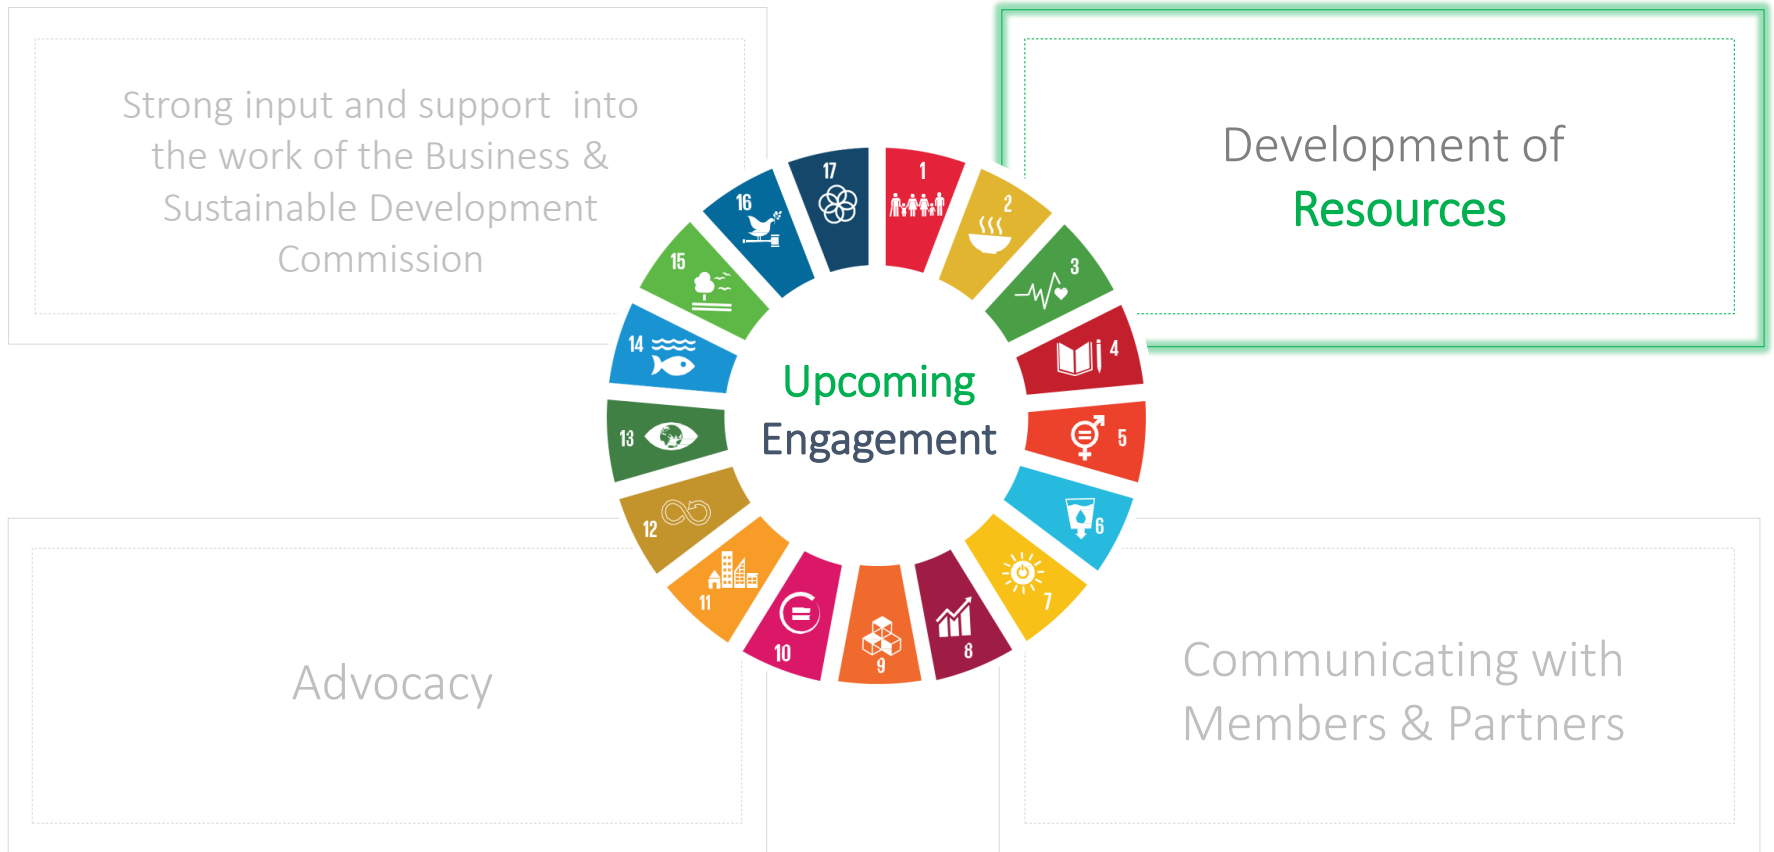 Strong input and support  into
the work of the Business &
Sustainable Development
Commission
Development of
Resources
Upcoming
Engagement
1
2
3
4
5
6
7
8
9
10
11
12
13
14
15
16
17
Advocacy
Communicating with
Members & Partners